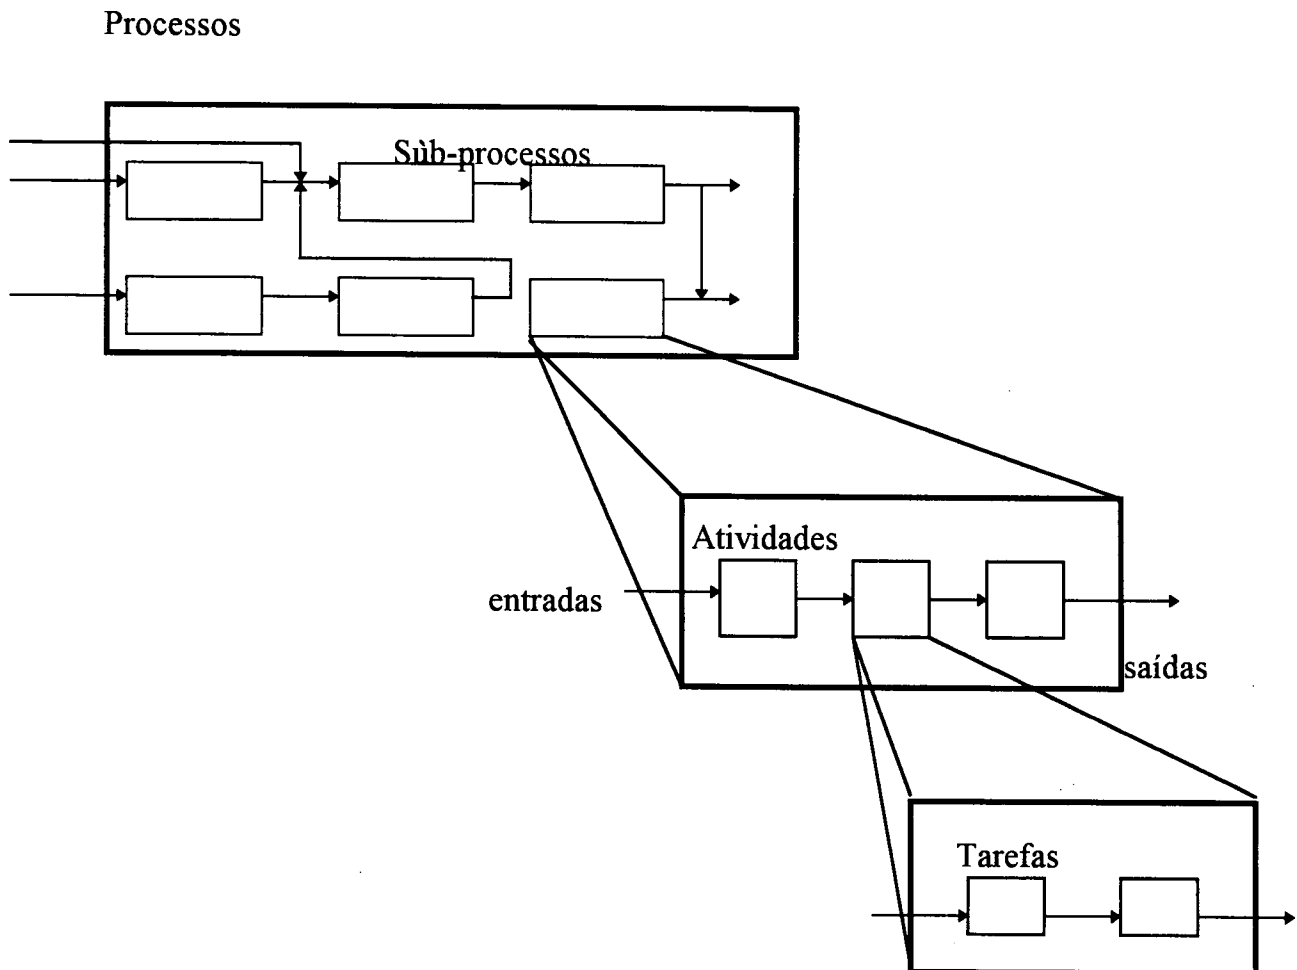 Processos
Sùb-processos
Atividades
entradas
saídas
Tarefas